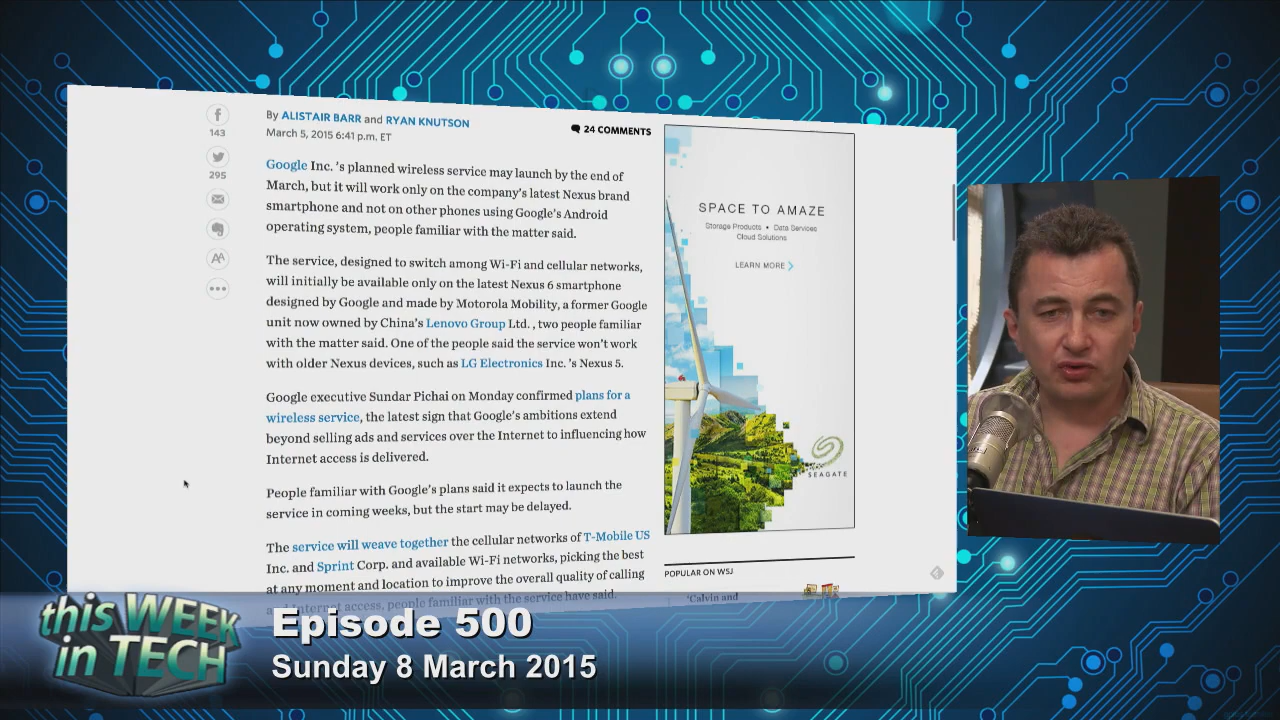 By ALISTAIR BARR and RYAN KNUTSON
March 5, 2015 6:41 p.m. ET
24 COMMENTS
143
295
Google Inc. 's planned wireless service may launch by the end of
March, but it will work only on the company's latest Nexus brand
smartphone and not on other phones using Google's Android
operating system, people familiar with the matter said.
The service, designed to switch among Wi-Fi and cellular networks,
will initially be available only on the latest Nexus 6 smartphone
designed by Google and made by Motorola Mobility, a former Google
unit now owned by China's Lenovo Group Ltd. , two people familiar
with the matter said. One of the people said the service won't work
with older Nexus devices, such as LG Electronics Inc. 's Nexus 5.
Google executive Sundar Pichai on Monday confirmed plans for a
wireless service, the latest sign that Google's ambitions extend
beyond selling ads and services over the Internet to influencing how
Internet access is delivered.
People familiar with Google's plans said it expects to launch the
service in coming weeks, but the start may be delayed.
The service will weave together the cellular networks of T-Mobile US
Inc. and Sprint Corp. and available Wi-Fi networks, picking the best
at any moment and location to improve the overall quality of calling
and Internet access, people familiar with the service have said.
SPACE TO AMAZE
Storage Products • Data Services
Cloud Solutions
LEARN MORE
SEAGATE
POPULAR ON WSJ
'Calvin and
this WEEK
in TECH
Episode 500
Sunday 8 March 2015